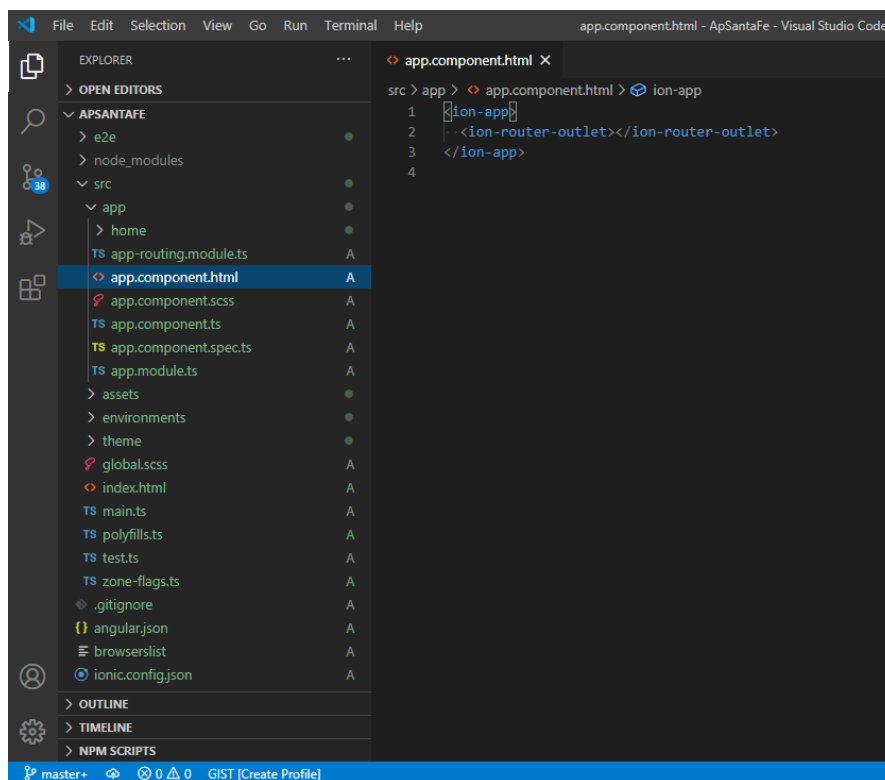 File Edit Selection View Go Run Terminal Help app.component.html - ApSantaFe - Visual Studio Code
EXPLORER ···
OPEN EDITORS
APSANTAFE
e2e
node_modules
src
app
home
TS app-routing.module.ts A
<> app.component.html A
app.component.scss A
TS app.component.ts A
TS app.component.spec.ts A
TS app.module.ts A
assets
environments
theme
global.scss A
<> index.html A
TS main.ts A
TS polyfills.ts A
TS test.ts A
TS zone-flags.ts A
.gitignore A
{} angular.json A
browserslist A
ionic.config.json A
OUTLINE
TIMELINE
NPM SCRIPTS
38
<> app.component.html ×
src > app > <> app.component.html > ion-app
1 <ion-app>
2 <ion-router-outlet></ion-router-outlet>
3 </ion-app>
4
master+ 0 0 GIST [Create Profile]